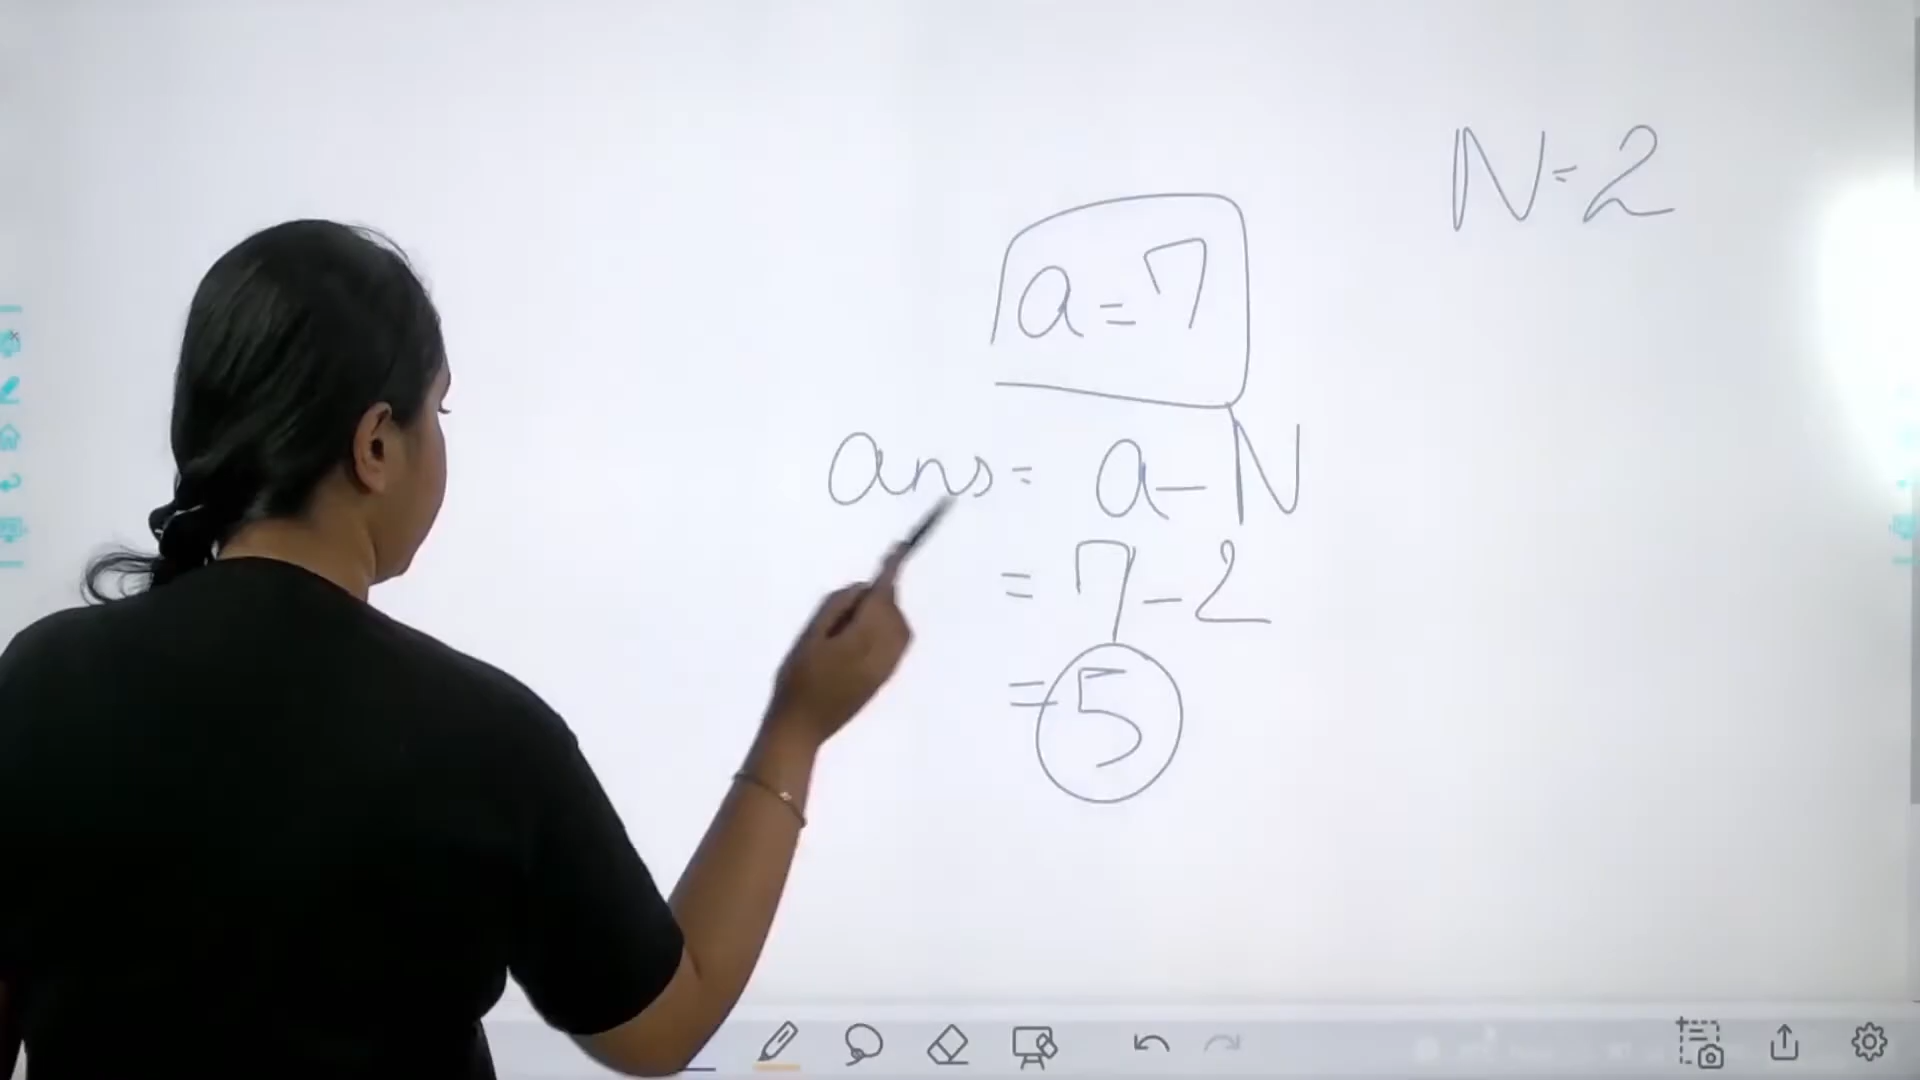 N=2
a=7
ans= a-N
= 7-2
= 5